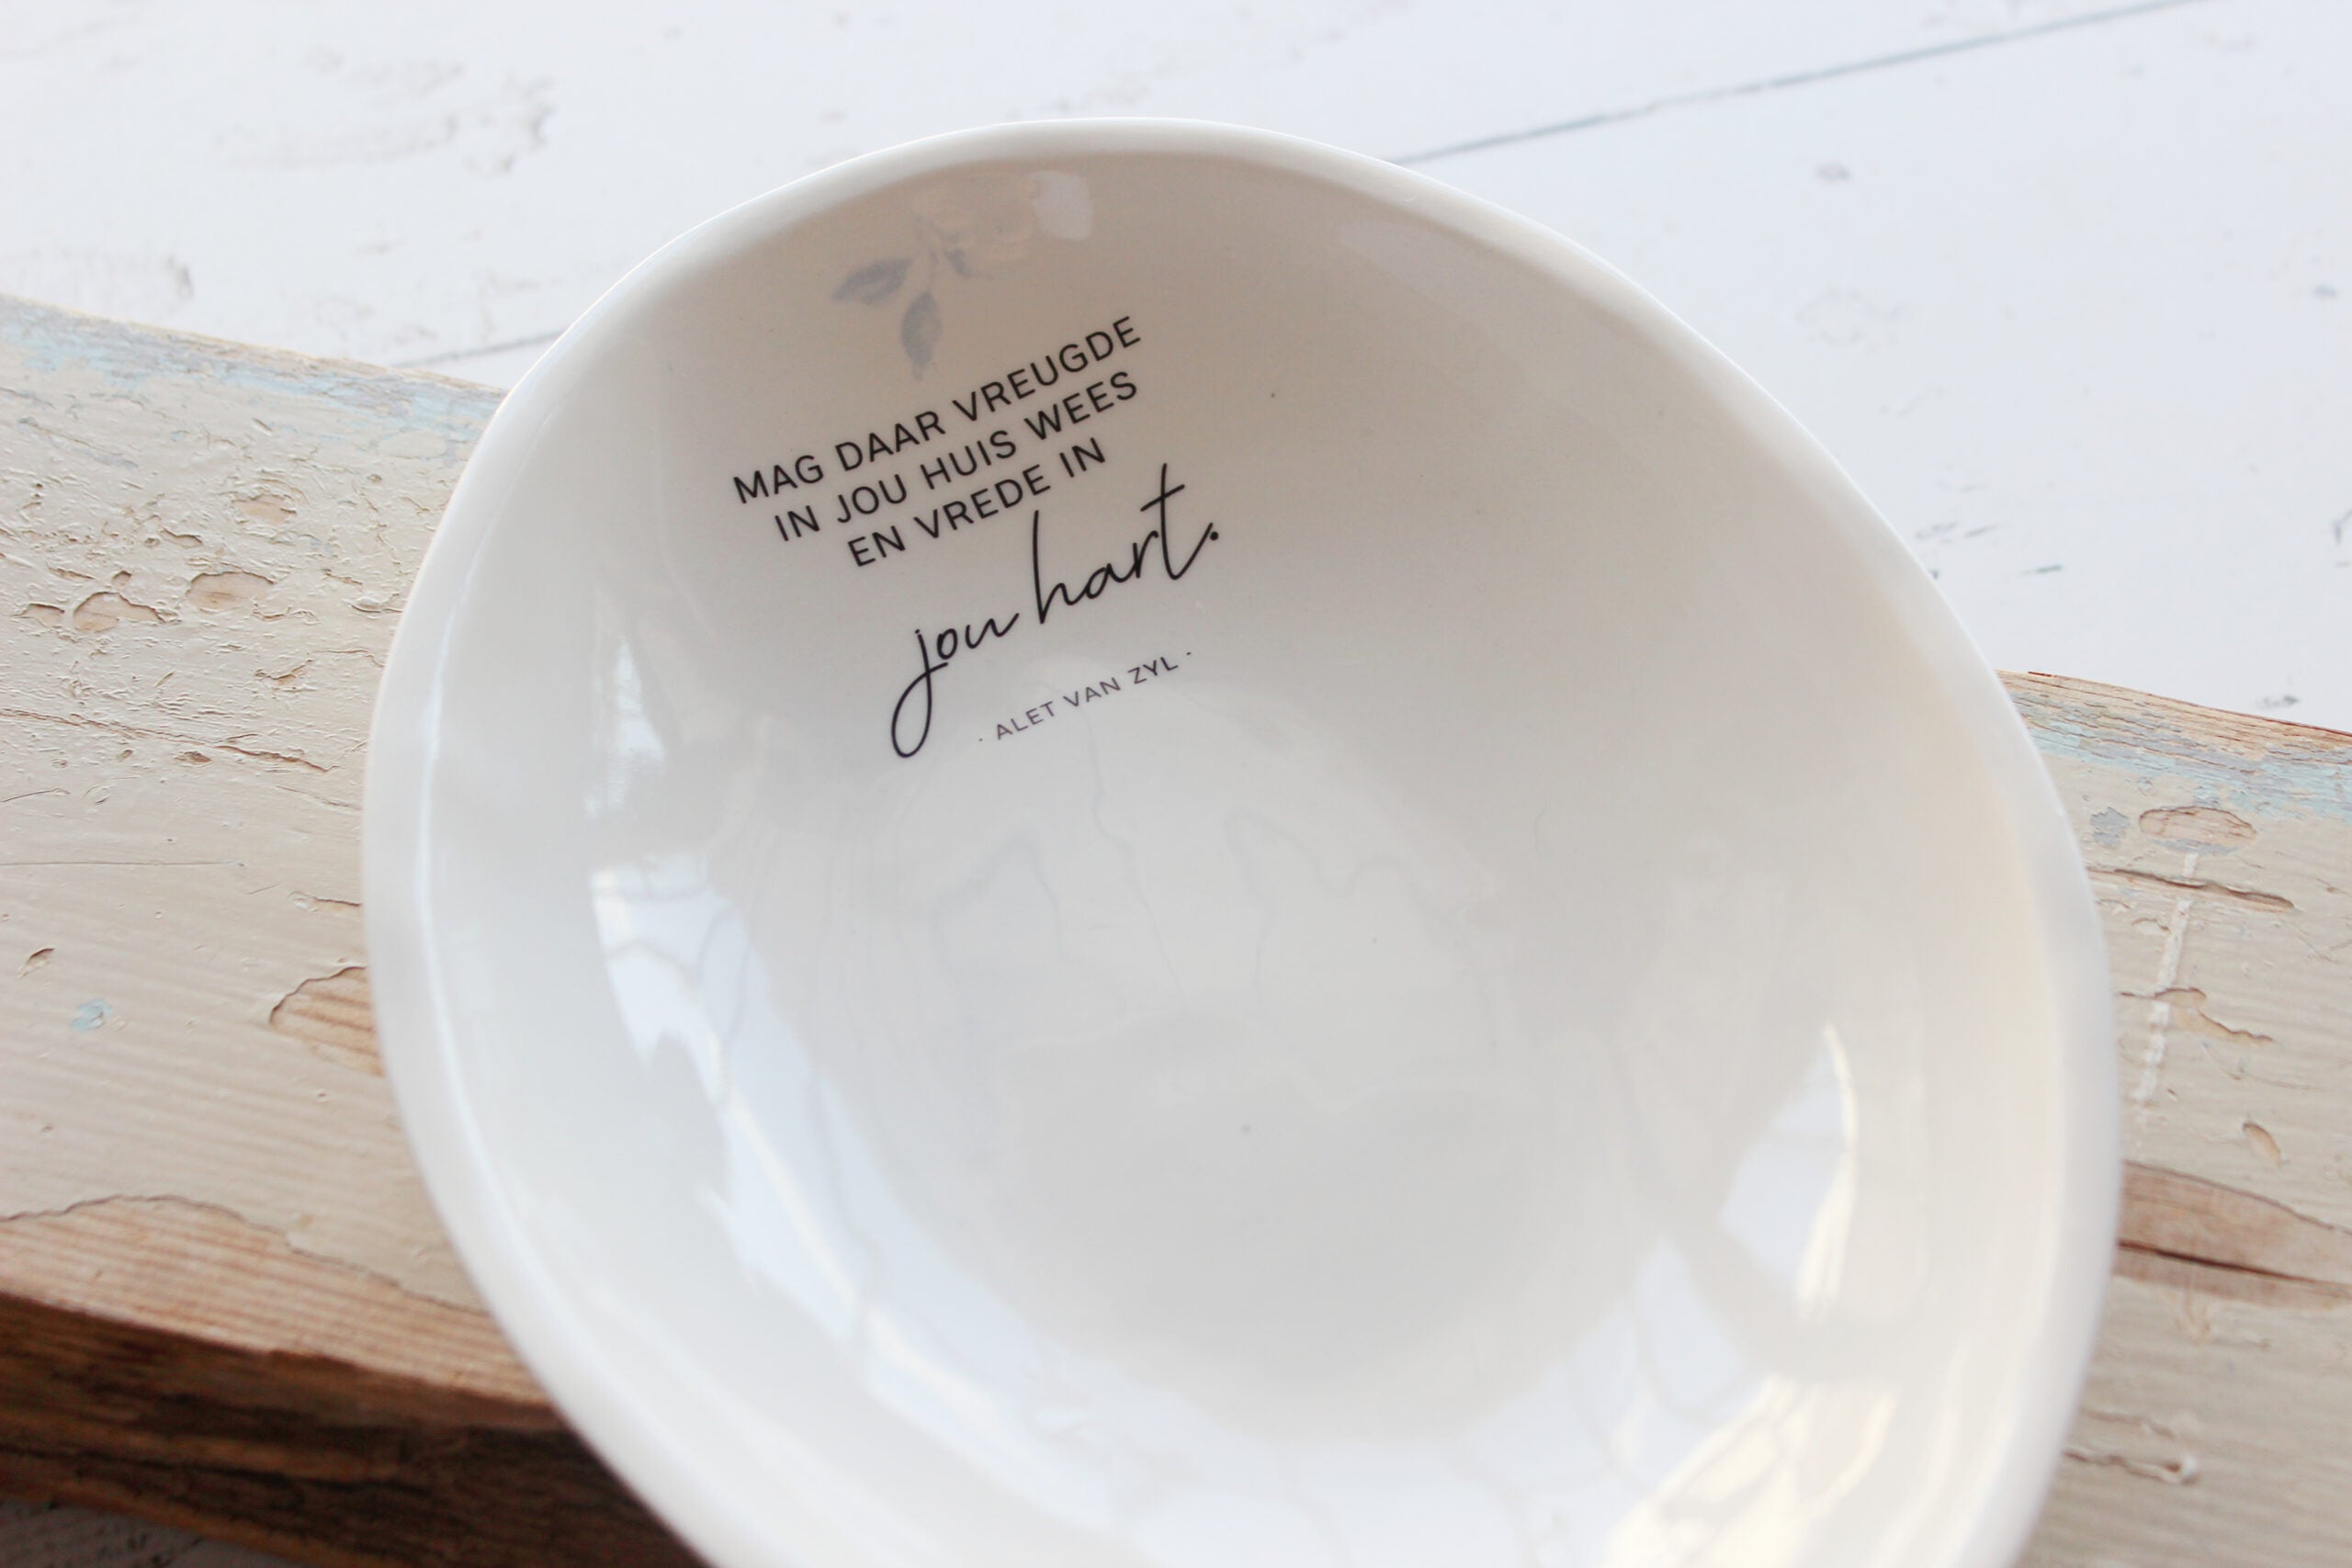 MAG DAAR VREUGDE
IN JOU HUIS WEES
EN VREDE IN
jou hart.
· ALET VAN ZYL ·